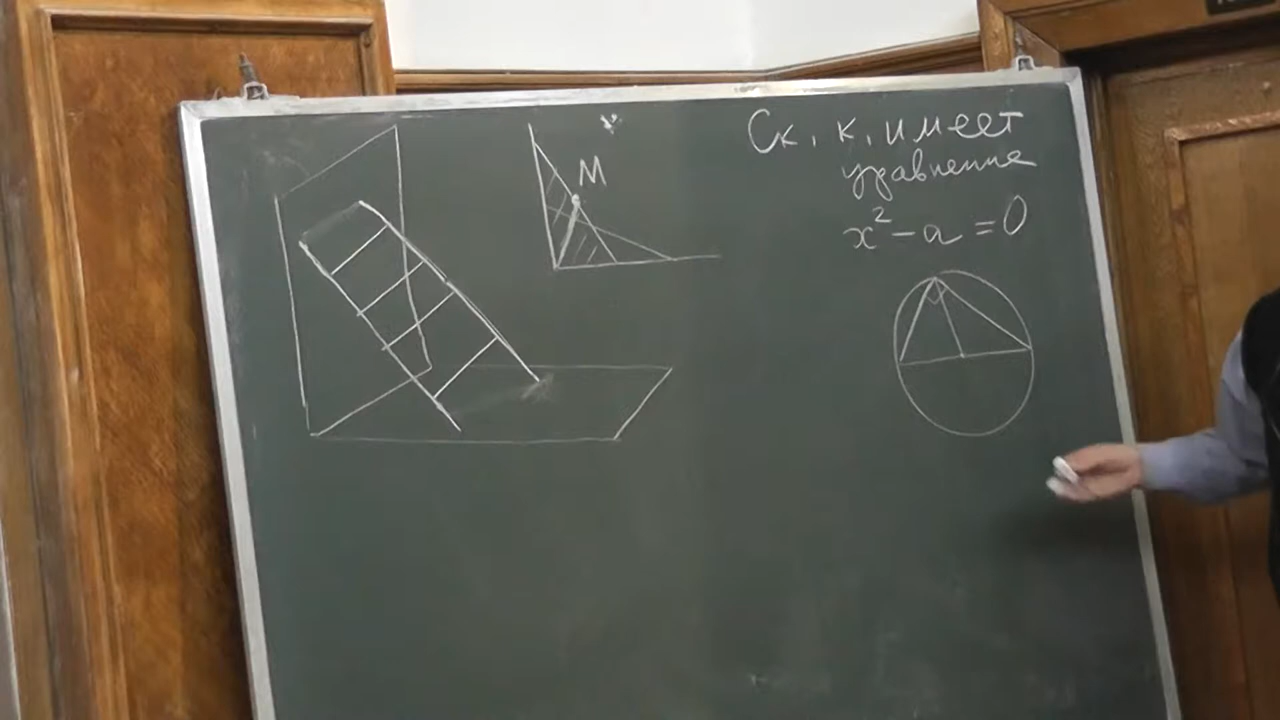 M
Ск, к, имеет
уравнение
x² - a = 0